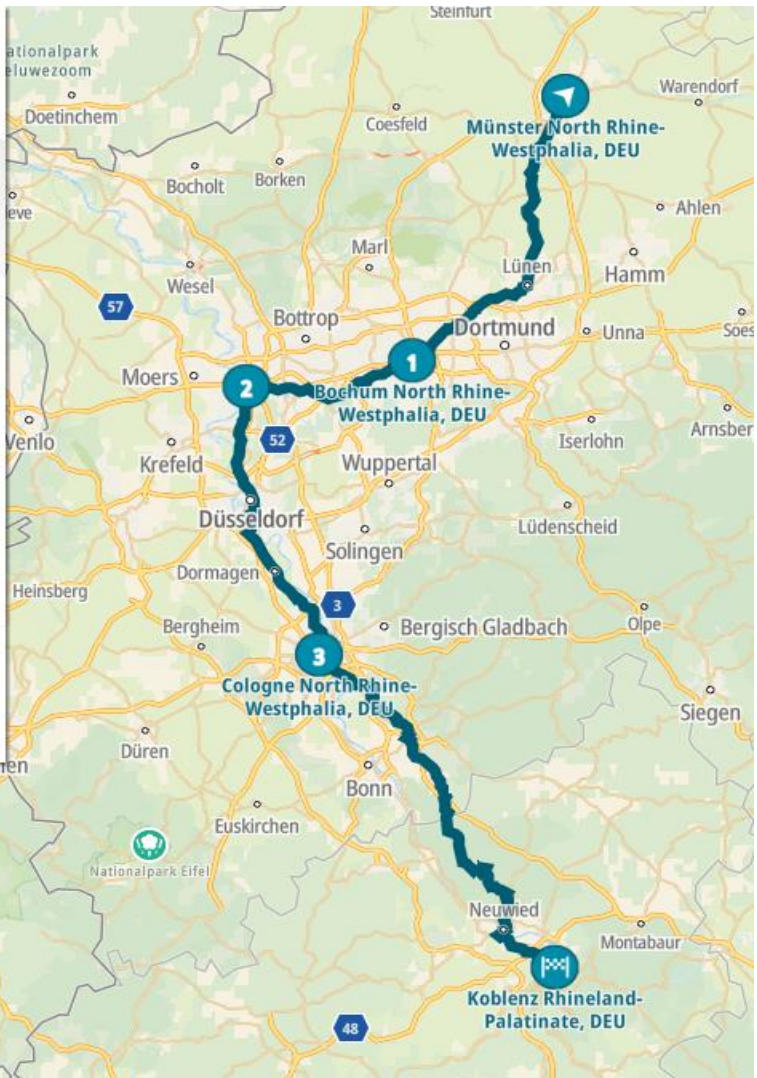 Steinfurt
ationalpark
eluwezoom
Doetinchem
Warendorf
Coesfeld
Münster North Rhine-
Westphalia, DEU
Bocholt
Borken
eve
Ahlen
Marl
Lünen
Hamm
Wesel
57
Bottrop
Dortmund
Unna
Soes
1
Moers
2
Bochum North Rhine-
Westphalia, DEU
Arnsber
Venlo
52
Iserlohn
Krefeld
Wuppertal
Düsseldorf
Lüdenscheid
Solingen
Dormagen
Heinsberg
3
Olpe
Bergheim
Bergisch Gladbach
3
Cologne North Rhine-
Westphalia, DEU
Siegen
Düren
en
Bonn
Euskirchen
Nationalpark Eifel
Neuwied
Montabaur
Koblenz Rhineland-
Palatinate, DEU
48